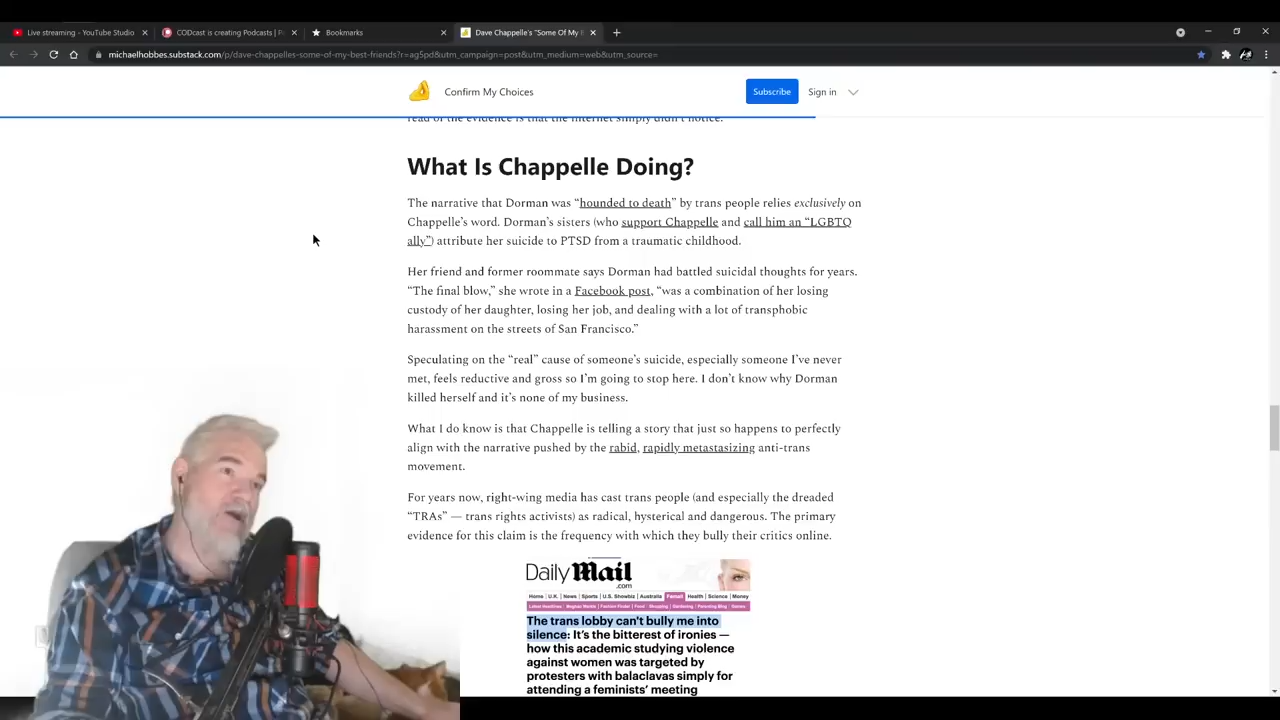 Live streaming - YouTube Studio
CODcast is creating Podcasts |
Bookmarks
Dave Chappelle's "Some Of My
michaelhobbes.substack.com/p/dave-chappelles-some-of-my-best-friends?r=ag5pd&utm_campaign=post&utm_medium=web&utm_source=
Confirm My Choices
Subscribe
Sign in
read of the evidence is that the internet simply didn't notice.
What Is Chappelle Doing?
The narrative that Dorman was “hounded to death” by trans people relies exclusively on
Chappelle’s word. Dorman’s sisters (who support Chappelle and call him an “LGBTQ
ally”) attribute her suicide to PTSD from a traumatic childhood.
Her friend and former roommate says Dorman had battled suicidal thoughts for years.
“The final blow,” she wrote in a Facebook post, “was a combination of her losing
custody of her daughter, losing her job, and dealing with a lot of transphobic
harassment on the streets of San Francisco.”
Speculating on the “real” cause of someone’s suicide, especially someone I’ve never
met, feels reductive and gross so I’m going to stop here. I don’t know why Dorman
killed herself and it’s none of my business.
What I do know is that Chappelle is telling a story that just so happens to perfectly
align with the narrative pushed by the rabid, rapidly metastasizing anti-trans
movement.
For years now, right-wing media has cast trans people (and especially the dreaded
“TRAs” — trans rights activists) as radical, hysterical and dangerous. The primary
evidence for this claim is the frequency with which they bully their critics online.
Daily Mail
.com
Home U.K. News Sports U.S. Showbiz Australia Femail Health Science Money
Latest Headlines Meghan Markle Fashion Finder Food Shopping Gardening Parenting Blog Games
The trans lobby can't bully me into
silence: It's the bitterest of ironies —
how this academic studying violence
against women was targeted by
protesters with balaclavas simply for
attending a feminists' meeting